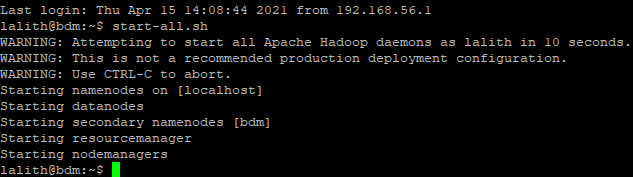 Last login: Thu Apr 15 14:08:44 2021 from 192.168.56.1
lalith@bdm:~$ start-all.sh
WARNING: Attempting to start all Apache Hadoop daemons as lalith in 10 seconds.
WARNING: This is not a recommended production deployment configuration.
WARNING: Use CTRL-C to abort.
Starting namenodes on [localhost]
Starting datanodes
Starting secondary namenodes [bdm]
Starting resourcemanager
Starting nodemanagers
lalith@bdm:~$